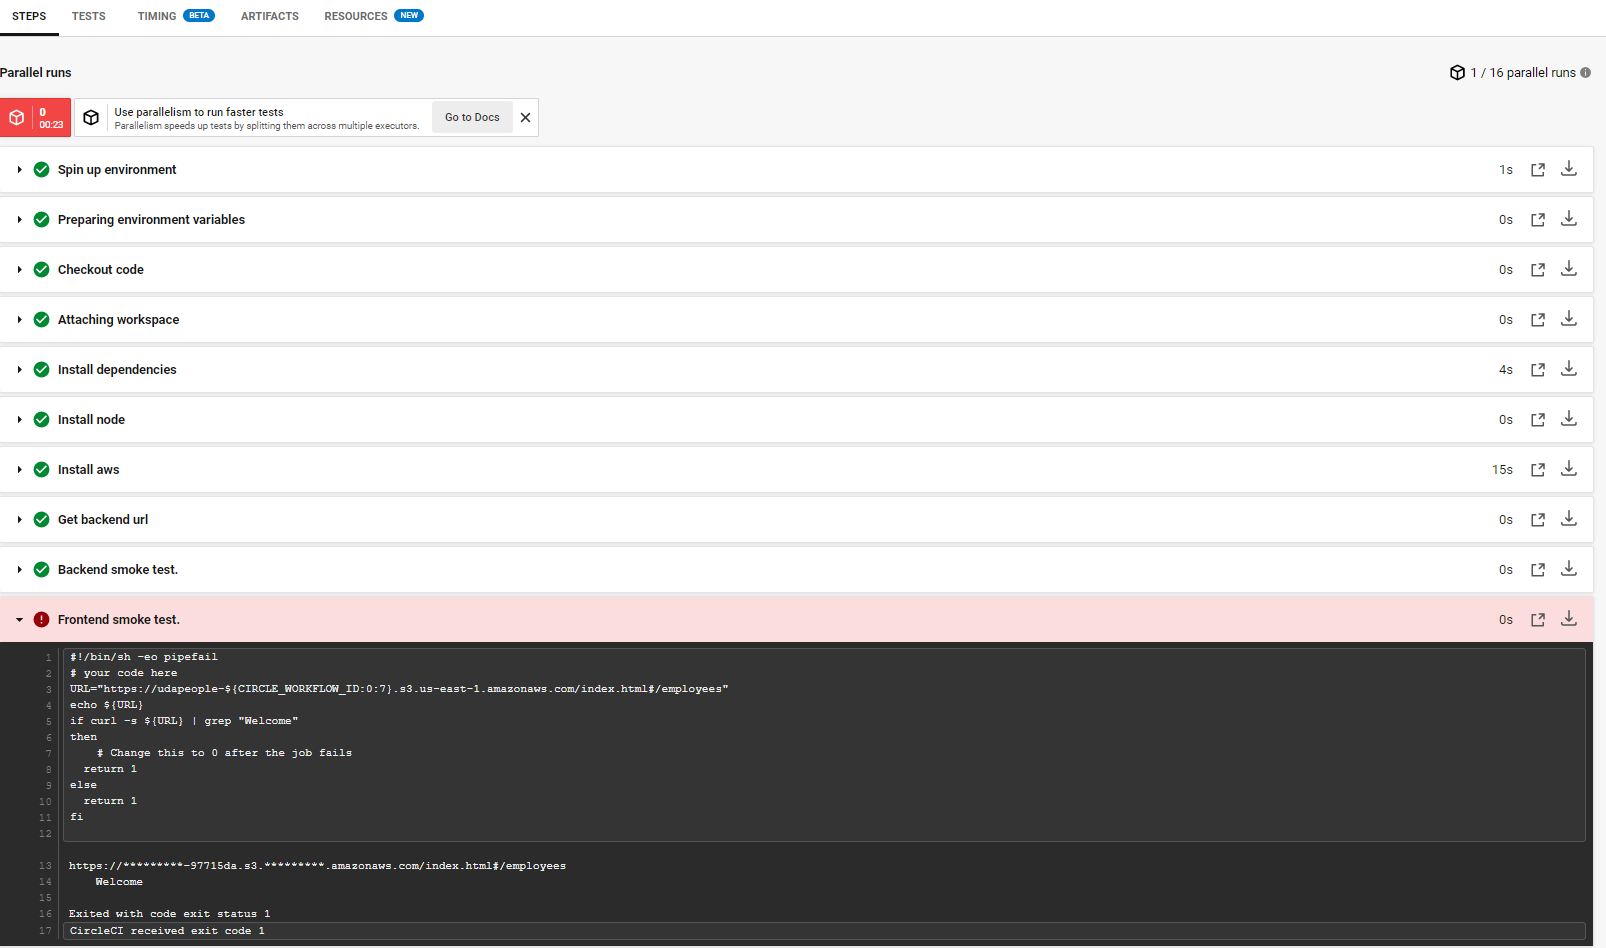 STEPS TESTS TIMING BETA ARTIFACTS RESOURCES NEW
Parallel runs
1 / 16 parallel runs
0
00:23
Use parallelism to run faster tests
Parallelism speeds up tests by splitting them across multiple executors.
Go to Docs
Spin up environment 1s
Preparing environment variables 0s
Checkout code 0s
Attaching workspace 0s
Install dependencies 4s
Install node 0s
Install aws 15s
Get backend url 0s
Backend smoke test. 0s
Frontend smoke test. 0s
1 #!/bin/sh -eo pipefail
2 # your code here
3 URL="https://udapeople-${CIRCLE_WORKFLOW_ID:0:7}.s3.us-east-1.amazonaws.com/index.html#/employees"
4 echo ${URL}
5 if curl -s ${URL} | grep "Welcome"
6 then
7 # Change this to 0 after the job fails
8 return 1
9 else
10 return 1
11 fi
12
13 https://*********-97715da.s3.*********.amazonaws.com/index.html#/employees
14 Welcome
15
16 Exited with code exit status 1
17 CircleCI received exit code 1